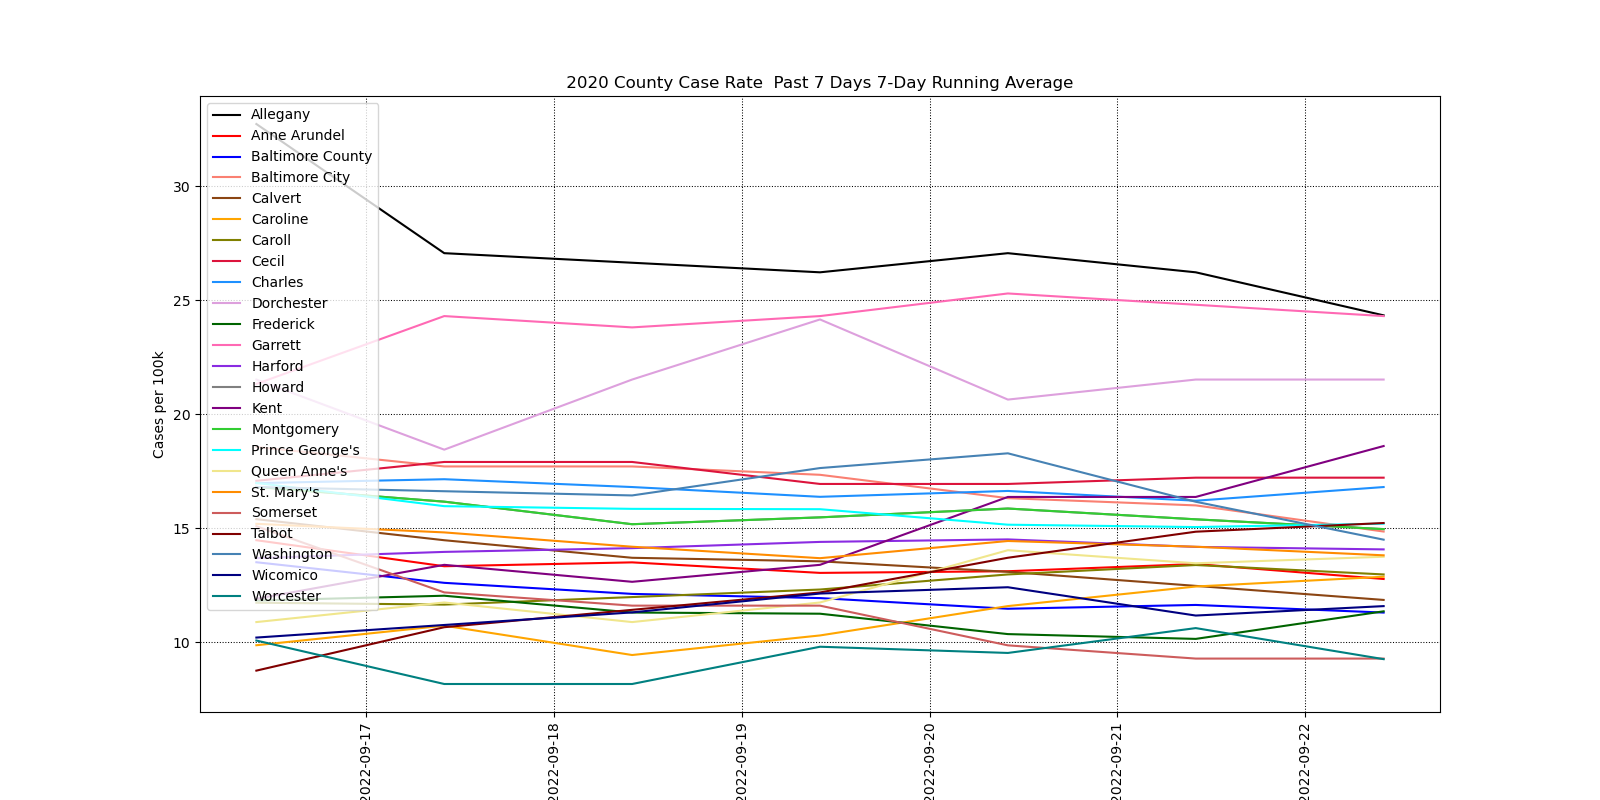 2020 County Case Rate  Past 7 Days 7-Day Running Average
Allegany
Anne Arundel
Baltimore County
Baltimore City
Calvert
Caroline
Caroll
Cecil
Charles
Dorchester
Frederick
Garrett
Harford
Howard
Kent
Montgomery
Prince George's
Queen Anne's
St. Mary's
Somerset
Talbot
Washington
Wicomico
Worcester
Cases per 100k
30
25
20
15
10
2022-09-17
2022-09-18
2022-09-19
2022-09-20
2022-09-21
2022-09-22